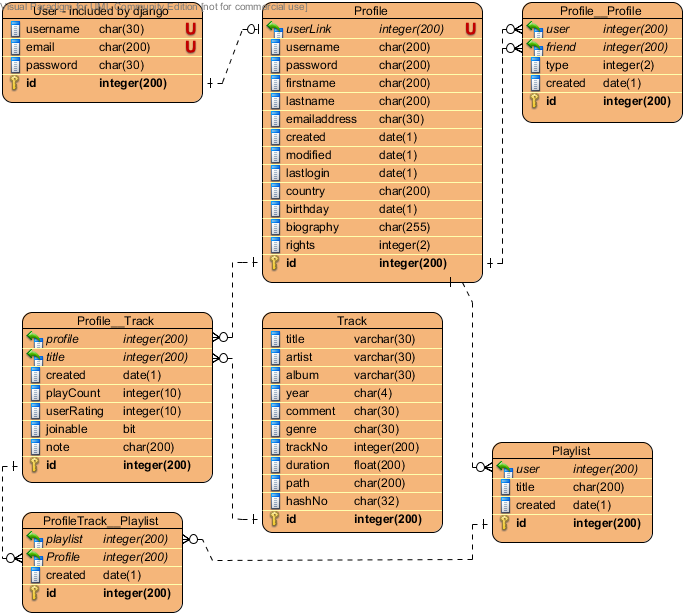 Visual Paradigm for UML Community Edition [not for commercial use]
User - included by django
username char(30) U
email char(200) U
password char(30)
id integer(200)
Profile
userLink integer(200) U
username char(200)
password char(200)
firstname char(200)
lastname char(200)
emailaddress char(30)
created date(1)
modified date(1)
lastlogin date(1)
country char(200)
birthday date(1)
biography char(255)
rights integer(2)
id integer(200)
Profile__Profile
user integer(200)
friend integer(200)
type integer(2)
created date(1)
id integer(200)
Profile__Track
profile integer(200)
title integer(200)
created date(1)
playCount integer(10)
userRating integer(10)
joinable bit
note char(200)
id integer(200)
Track
title varchar(30)
artist varchar(30)
album varchar(30)
year char(4)
comment char(30)
genre char(30)
trackNo integer(200)
duration float(200)
path char(200)
hashNo char(32)
id integer(200)
Playlist
user integer(200)
title char(200)
created date(1)
id integer(200)
ProfileTrack__Playlist
playlist integer(200)
Profile integer(200)
created date(1)
id integer(200)